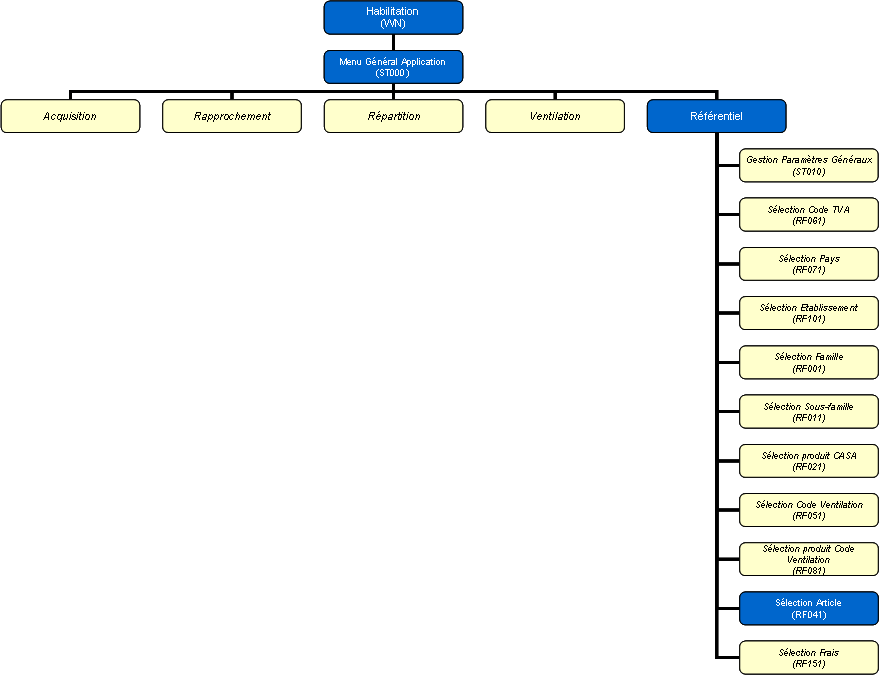 Habilitation
(VVN)
Menu Général Application
(ST000)
Acquisition
Rapprochement
Répartition
Ventilation
Référentiel
Gestion Paramètres Généraux
(ST010)
Sélection Code TVA
(RF061)
Sélection Pays
(RF071)
Sélection Etablissement
(RF101)
Sélection Famille
(RF001)
Sélection Sous-famille
(RF011)
Sélection produit CASA
(RF021)
Sélection Code Ventilation
(RF051)
Sélection produit Code
Ventilation
(RF081)
Sélection Article
(RF041)
Sélection Frais
(RF151)